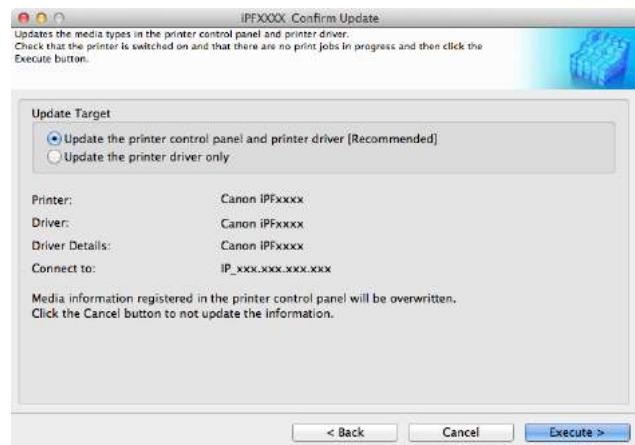 iPFXXXX Confirm Update
Updates the media types in the printer control panel and printer driver.
Check that the printer is switched on and that there are no print jobs in progress and then click the
Execute button.
Update Target
Update the printer control panel and printer driver [Recommended]
Update the printer driver only
Printer: Canon iPFxxxx
Driver: Canon iPFxxxx
Driver Details: Canon iPFxxxx
Connect to: IP_xxx.xxx.xxx.xxx
Media information registered in the printer control panel will be overwritten.
Click the Cancel button to not update the information.
< Back Cancel Execute >